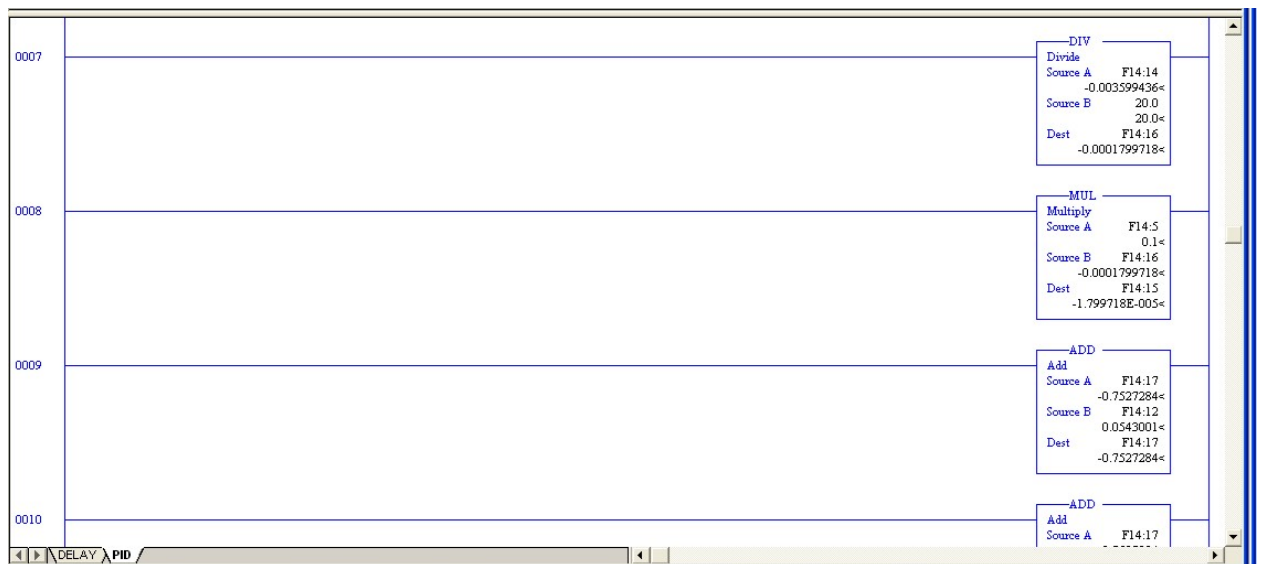 0007
DIV
Divide
Source A F14:14
-0.003599436<
Source B 20.0
20.0<
Dest F14:16
-0.0001799718<
0008
MUL
Multiply
Source A F14:5
0.1<
Source B F14:16
-0.0001799718<
Dest F14:15
-1.799718E-005<
0009
ADD
Add
Source A F14:17
-0.7527284<
Source B F14:12
0.0543001<
Dest F14:17
-0.7527284<
0010
ADD
Add
Source A F14:17
DELAY PID